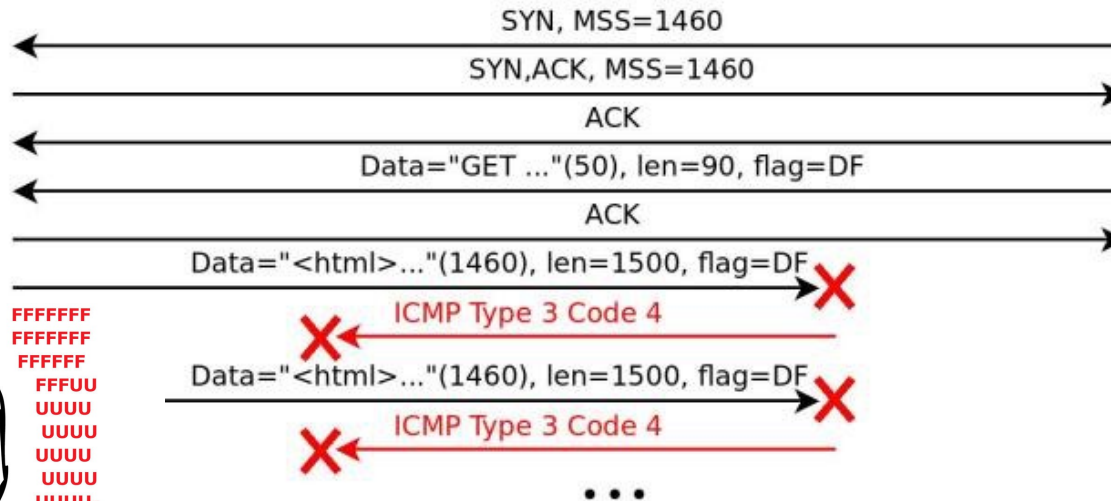 SYN, MSS=1460
SYN,ACK, MSS=1460
ACK
Data="GET ..."(50), len=90, flag=DF
ACK
Data="<html>..."(1460), len=1500, flag=DF
ICMP Type 3 Code 4
FFFFFFF
FFFFFFF
FFFFFF
FFFUU
Data="<html>..."(1460), len=1500, flag=DF
UUUU
UUUU
ICMP Type 3 Code 4
UUUU
UUUU
UUUU
...